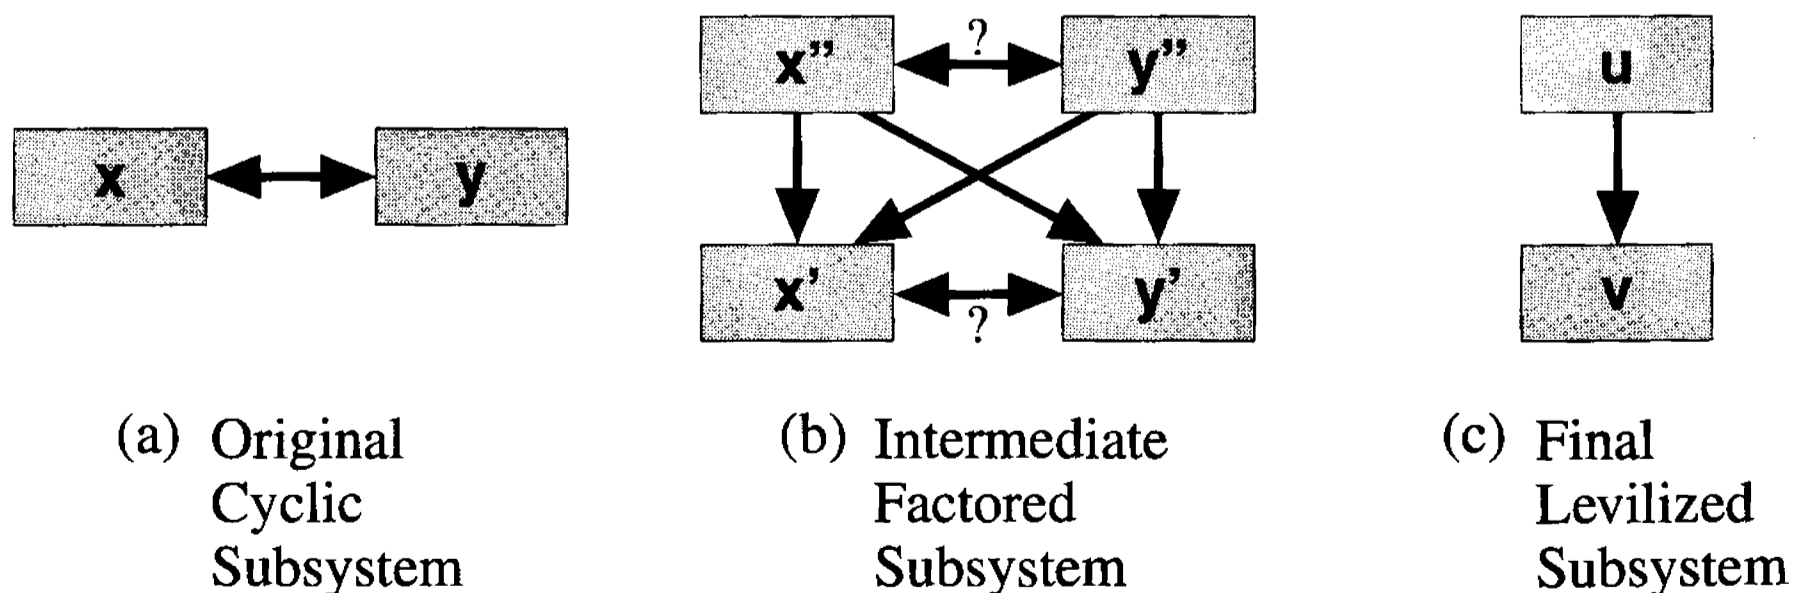 x" ? y" u
x y
x' ? y' v
(a) Original
Cyclic
Subsystem
(b) Intermediate
Factored
Subsystem
(c) Final
Levilized
Subsystem